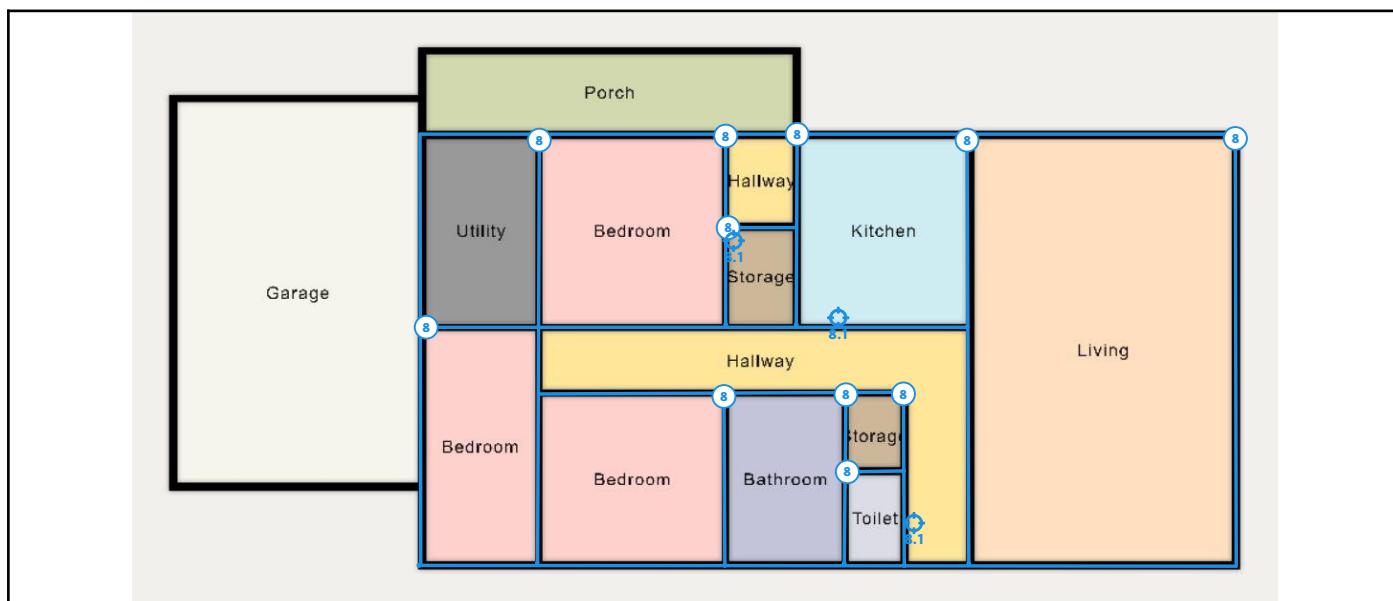 Porch
8
8
8
8
8
Hallway
Utility
Bedroom
Kitchen
8
8.1
Storage
Garage
8
8.1
Living
Hallway
8
8
8
Storage
Bedroom
8
Bedroom
Bathroom
Toilet
8.1